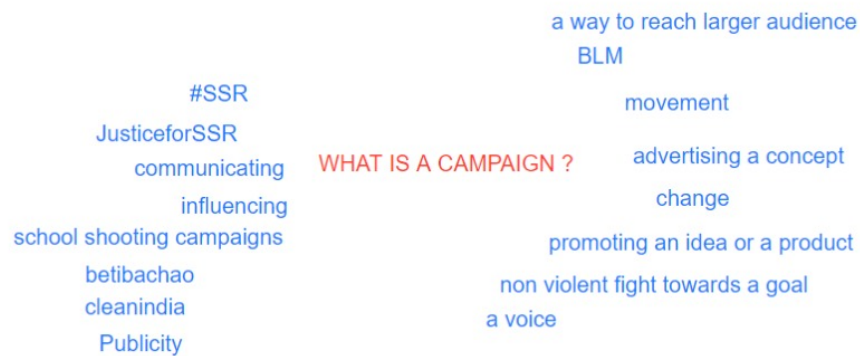 a way to reach larger audience
BLM
#SSR
movement
JusticeforSSR
communicating
WHAT IS A CAMPAIGN ?
advertising a concept
influencing
change
school shooting campaigns
promoting an idea or a product
betibachao
non violent fight towards a goal
cleanindia
a voice
Publicity